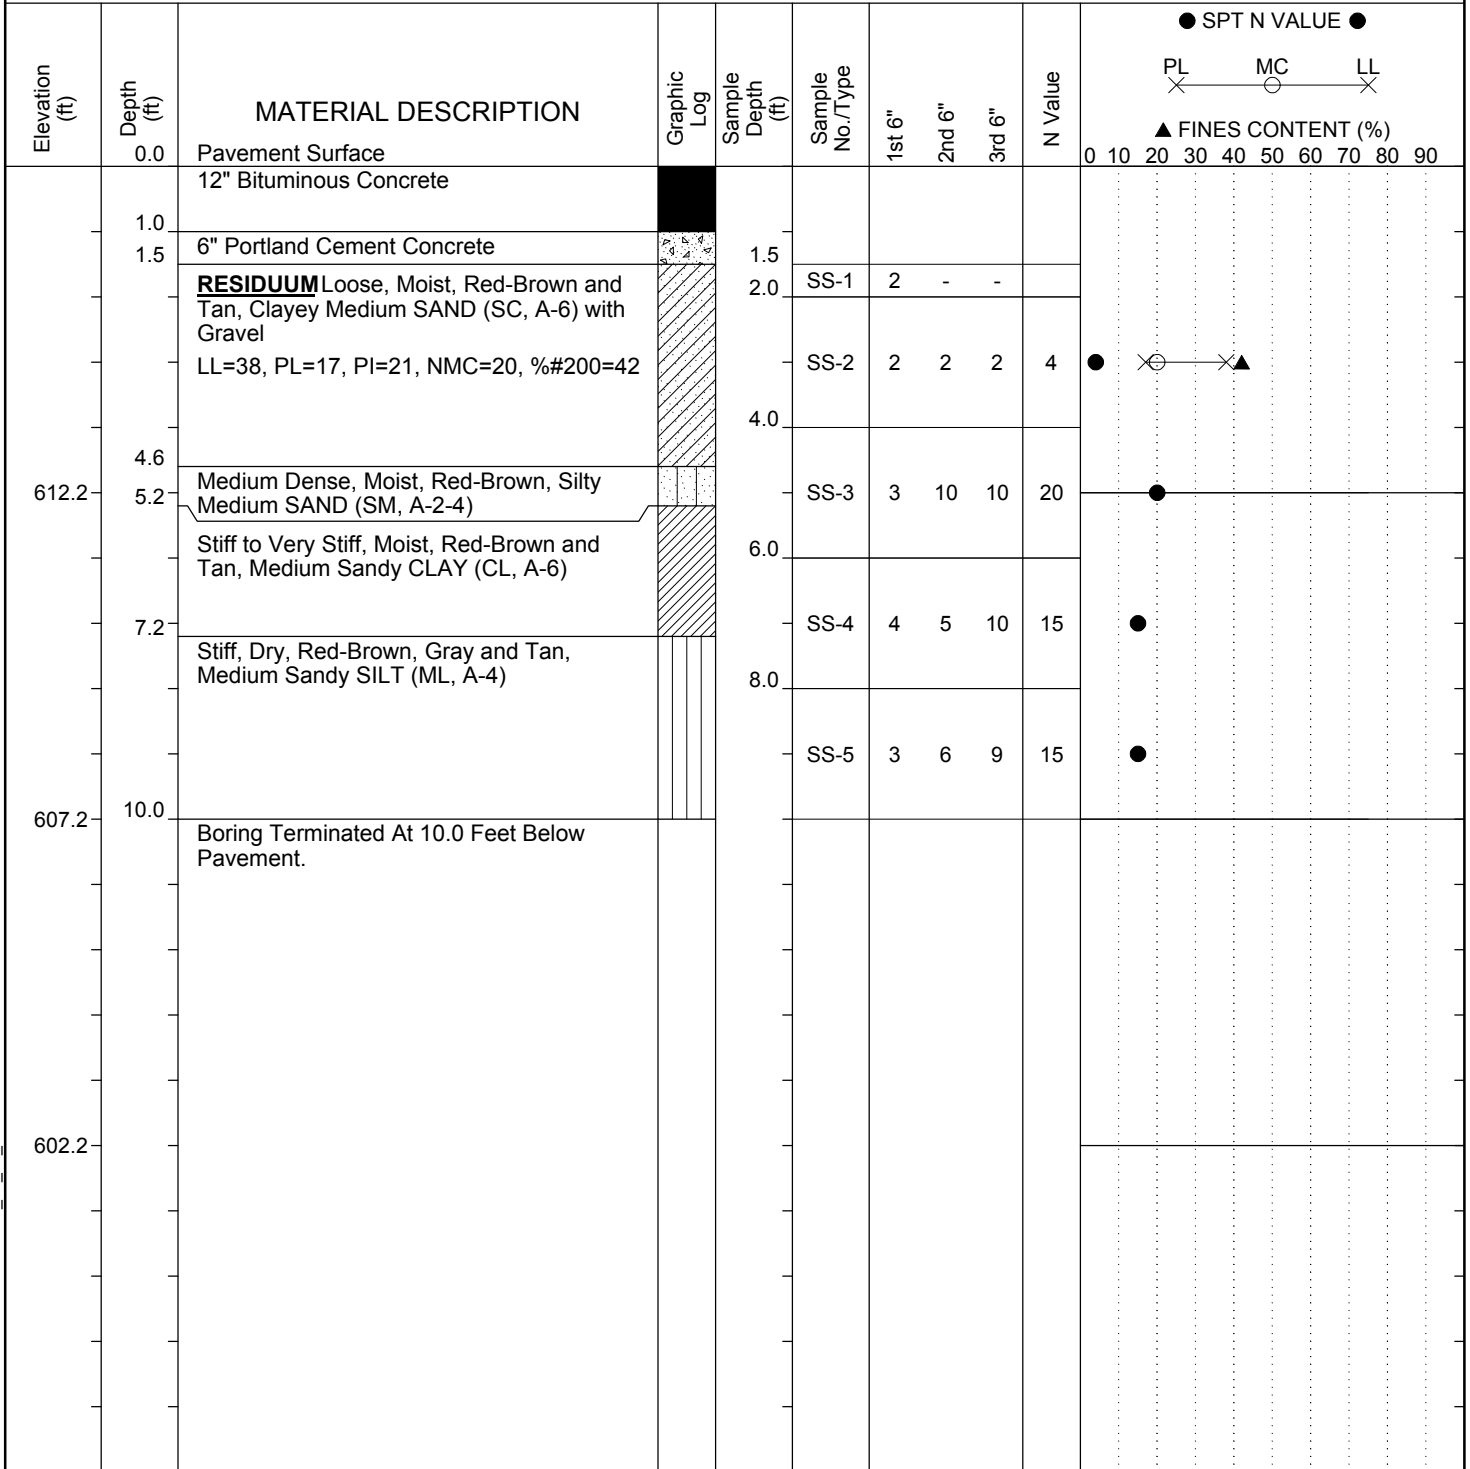 ● SPT N VALUE ●
PL MC LL
▲ FINES CONTENT (%)
0 10 20 30 40 50 60 70 80 90
Elevation (ft)
Depth (ft)
MATERIAL DESCRIPTION
Graphic Log
Sample Depth (ft)
Sample No./Type
1st 6"
2nd 6"
3rd 6"
N Value
0.0 Pavement Surface
12" Bituminous Concrete
1.0
6" Portland Cement Concrete
1.5 1.5
RESIDUUM Loose, Moist, Red-Brown and
Tan, Clayey Medium SAND (SC, A-6) with
Gravel
SS-1 2 - -
2.0
LL=38, PL=17, PI=21, NMC=20, %#200=42
SS-2 2 2 2 4
4.0
4.6
Medium Dense, Moist, Red-Brown, Silty
Medium SAND (SM, A-2-4)
612.2 5.2 SS-3 3 10 10 20
Stiff to Very Stiff, Moist, Red-Brown and
Tan, Medium Sandy CLAY (CL, A-6)
6.0
7.2 SS-4 4 5 10 15
Stiff, Dry, Red-Brown, Gray and Tan,
Medium Sandy SILT (ML, A-4)
8.0
SS-5 3 6 9 15
607.2 10.0
Boring Terminated At 10.0 Feet Below
Pavement.
602.2